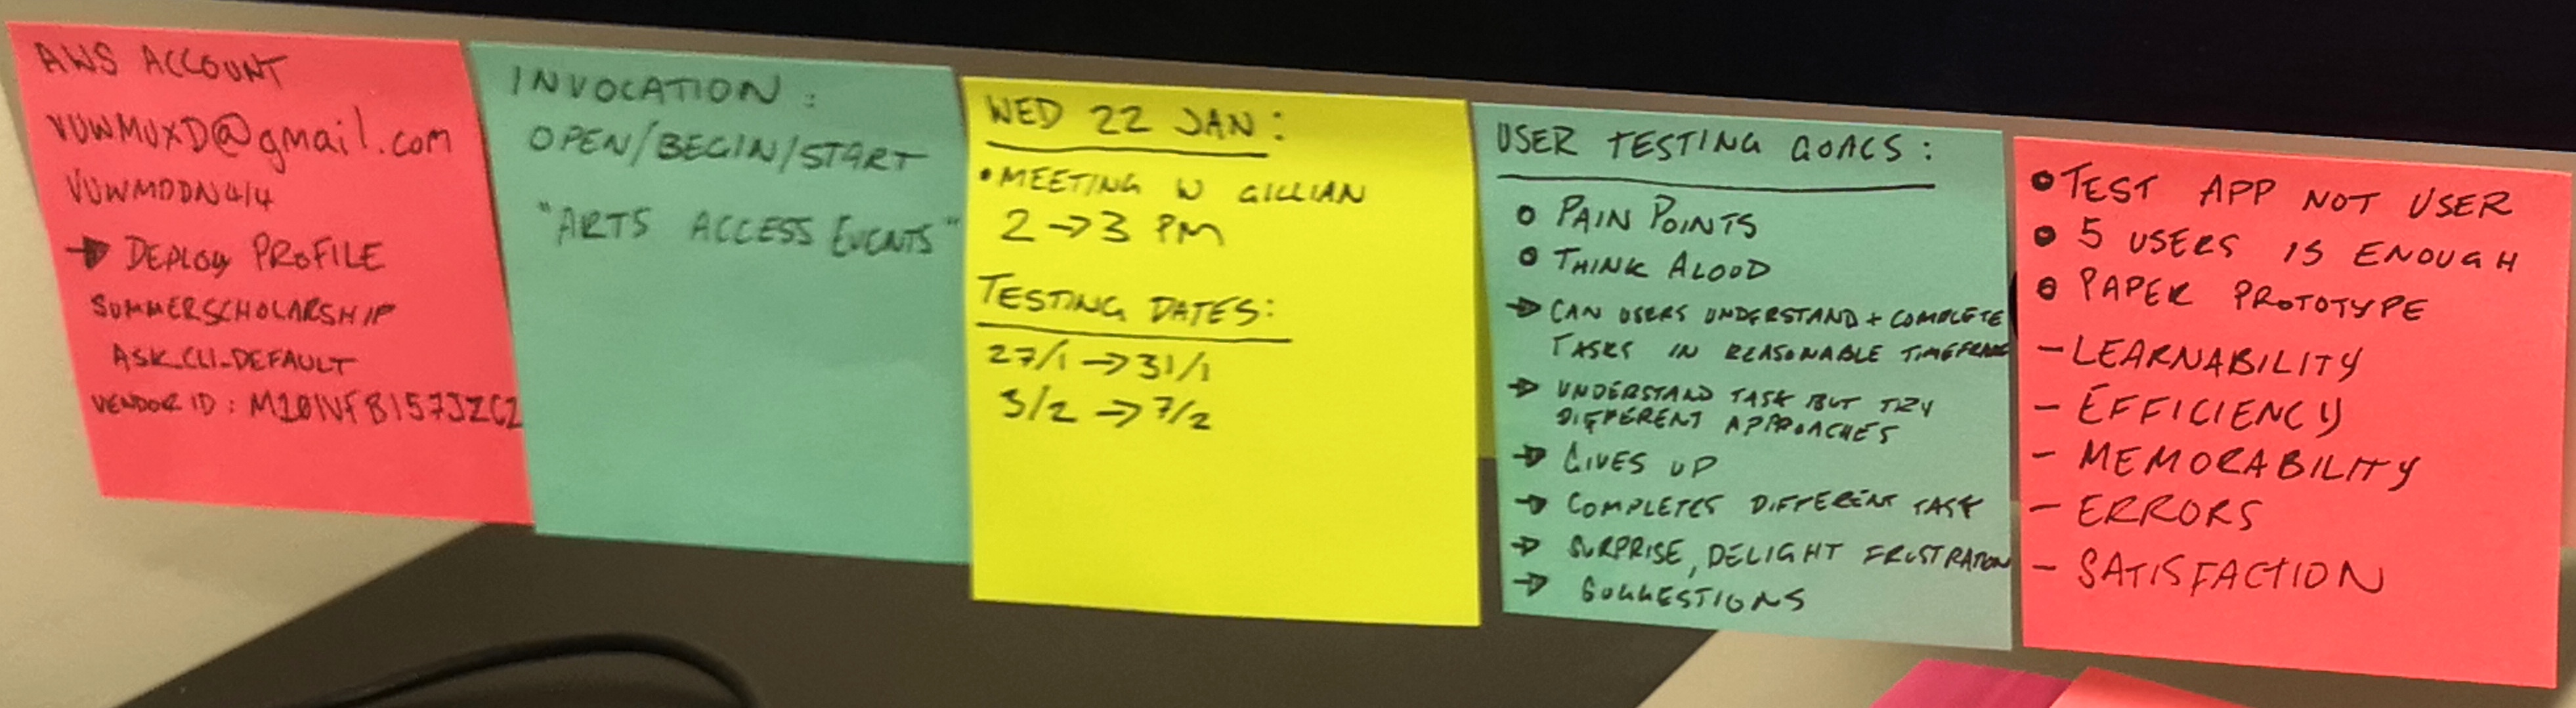 AWS ACCOUNT
VUWMUXD@gmail.com
VUWMDDN414
→ DEPLOY PROFILE
SUMMERSCHOLARSHIP
ASK_CLI_DEFAULT
VENDOR ID :
INVOCATION :
OPEN/BEGIN/START
"ARTS ACCESS EVENTS"
WED 22 JAN :
• MEETING W GILLIAN
2 → 3 PM
TESTING DATES:
27/1 → 31/1
3/2 → 7/2
USER TESTING GOALS :
• PAIN POINTS
• THINK ALOUD
→ CAN USERS UNDERSTAND + COMPLETE
TASKS IN REASONABLE TIMEFRAME
→ UNDERSTAND TASK BUT TRY
DIFFERENT APPROACHES
→ GIVES UP
→ COMPLETES DIFFERENT TASK
→ SURPRISE, DELIGHT FRUSTRATION
→ SUGGESTIONS
• TEST APP NOT USER
• 5 USERS IS ENOUGH
• PAPER PROTOTYPE
- LEARNABILITY
- EFFICIENCY
- MEMORABILITY
- ERRORS
- SATISFACTION